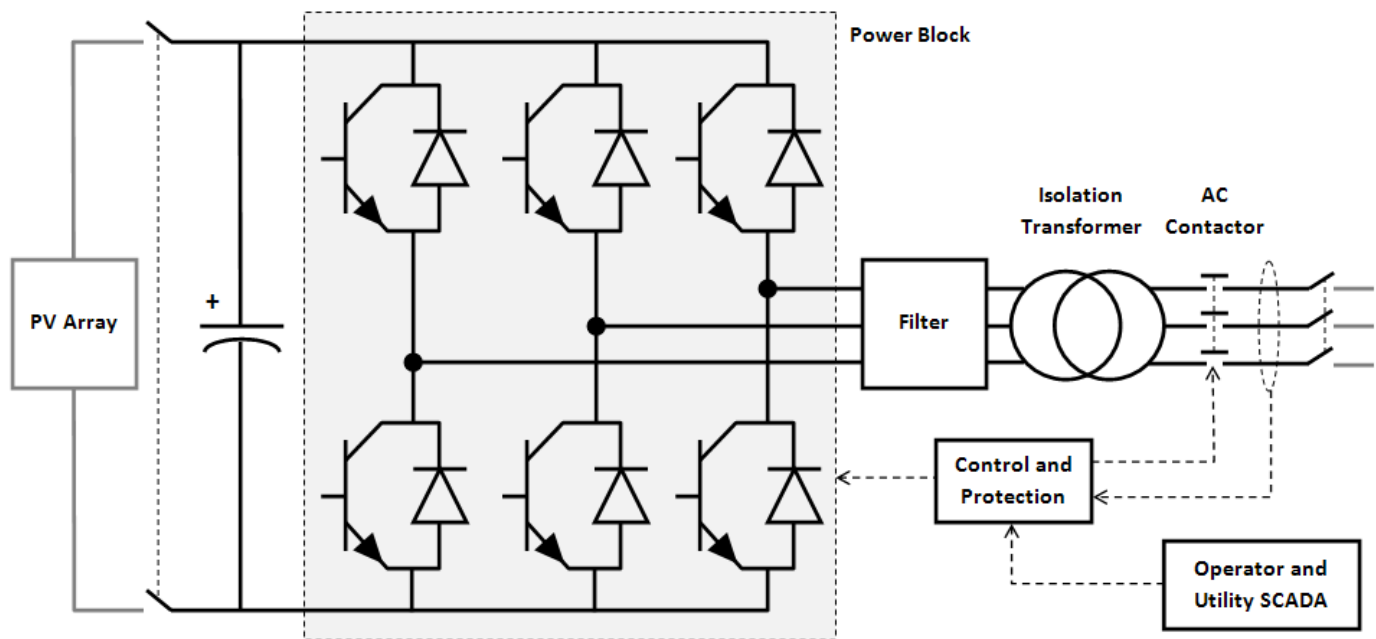 Power Block
Isolation
Transformer
AC
Contactor
+
PV Array
Filter
Control and
Protection
Operator and
Utility SCADA